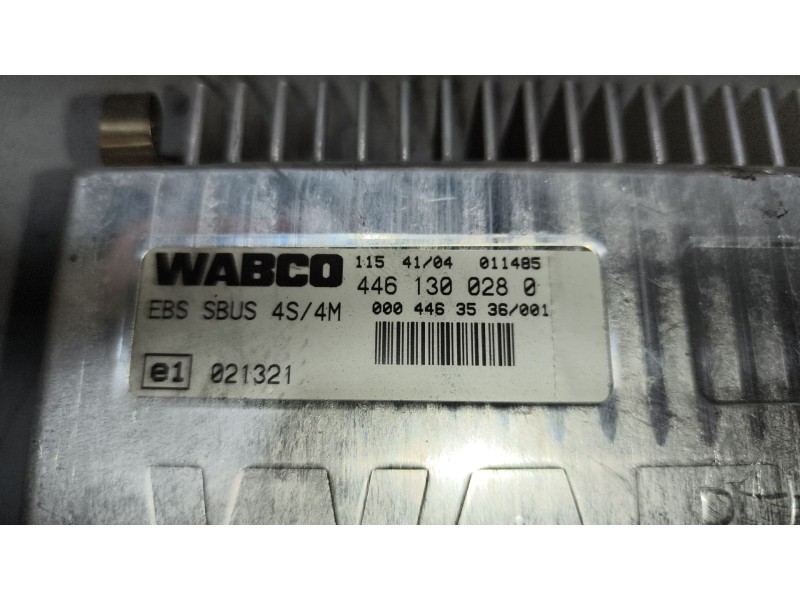 WABCO 115 41/04 011485
446 130 028 0
EBS SBUS 4S/4M 000 446 35 36/001
e1 021321